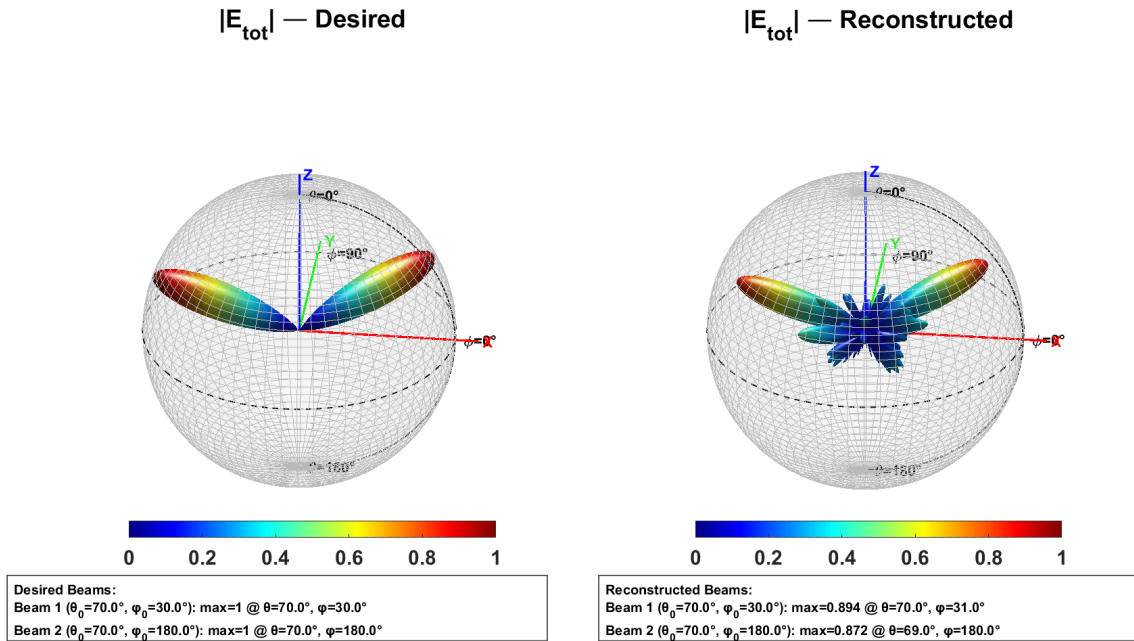 |E_tot| — Desired
|E_tot| — Reconstructed
Z
θ=0°
Y
φ=90°
φ=0°
X
θ=180°
0 0.2 0.4 0.6 0.8 1
Z
θ=0°
Y
φ=90°
φ=0°
X
θ=180°
0 0.2 0.4 0.6 0.8 1
Desired Beams:
Beam 1 (θ₀=70.0°, φ₀=30.0°): max=1 @ θ=70.0°, φ=30.0°
Beam 2 (θ₀=70.0°, φ₀=180.0°): max=1 @ θ=70.0°, φ=180.0°
Reconstructed Beams:
Beam 1 (θ₀=70.0°, φ₀=30.0°): max=0.894 @ θ=70.0°, φ=31.0°
Beam 2 (θ₀=70.0°, φ₀=180.0°): max=0.872 @ θ=69.0°, φ=180.0°